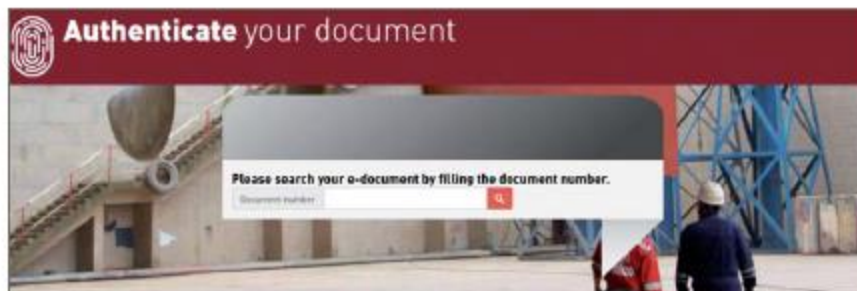 Authenticate your document
Please search your e-document by filling the document number.
Document number